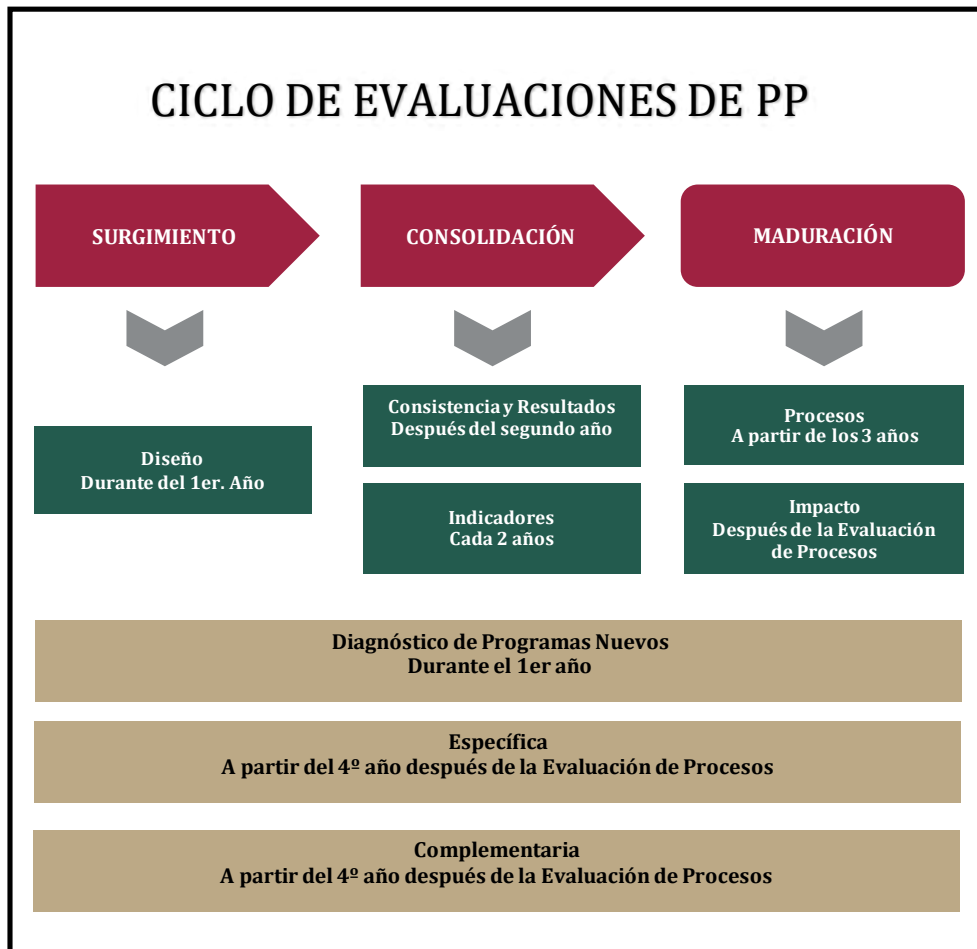 CICLO DE EVALUACIONES DE PP
SURGIMIENTO
CONSOLIDACIÓN
MADURACIÓN
Diseño
Durante del 1er. Año
Consistencia y Resultados
Después del segundo año
Indicadores
Cada 2 años
Procesos
A partir de los 3 años
Impacto
Después de la Evaluación
de Procesos
Diagnóstico de Programas Nuevos
Durante el 1er año
Específica
A partir del 4º año después de la Evaluación de Procesos
Complementaria
A partir del 4º año después de la Evaluación de Procesos